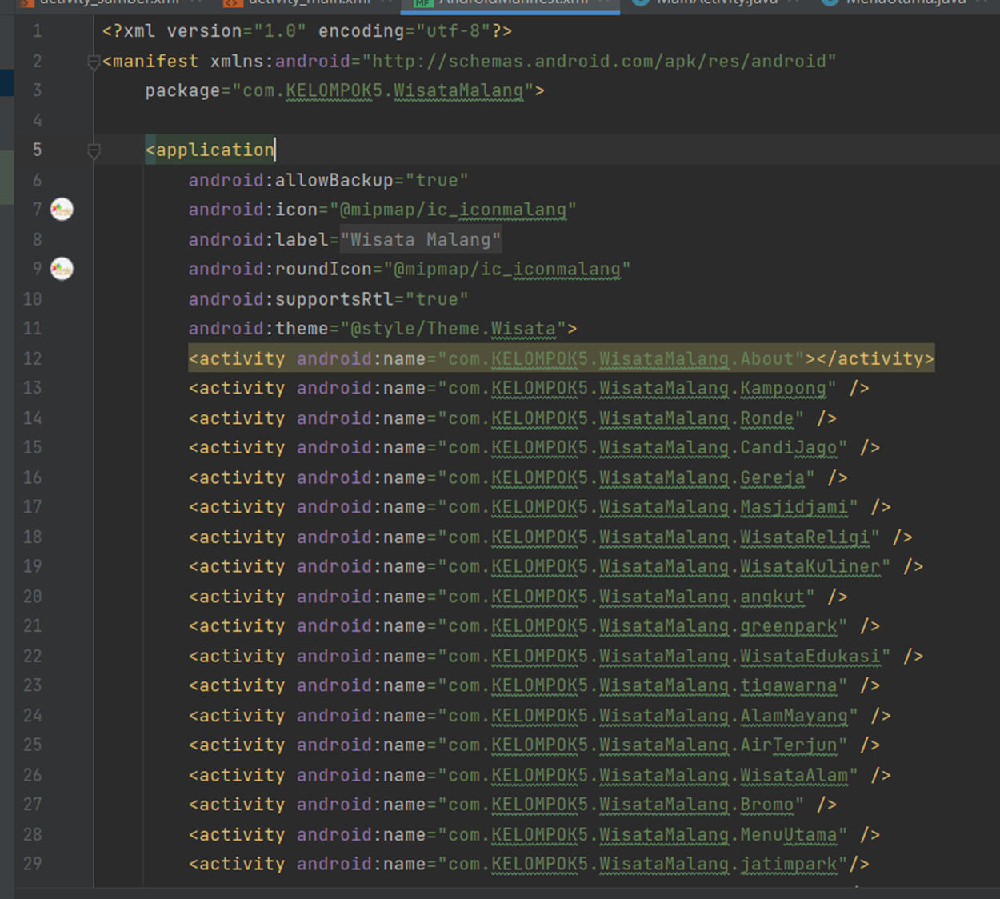 activity_sumber.xml activity_main.xml AndroidManifest.xml MainActivity.java MenuUtama.java
1 <?xml version="1.0" encoding="utf-8"?>
2 <manifest xmlns:android="http://schemas.android.com/apk/res/android"
3 package="com.KELOMPOK5.WisataMalang">
4
5 <application
6 android:allowBackup="true"
7 android:icon="@mipmap/ic_iconmalang"
8 android:label="Wisata Malang"
9 android:roundIcon="@mipmap/ic_iconmalang"
10 android:supportsRtl="true"
11 android:theme="@style/Theme.Wisata">
12 <activity android:name="com.KELOMPOK5.WisataMalang.About"></activity>
13 <activity android:name="com.KELOMPOK5.WisataMalang.Kampoong" />
14 <activity android:name="com.KELOMPOK5.WisataMalang.Ronde" />
15 <activity android:name="com.KELOMPOK5.WisataMalang.CandiJago" />
16 <activity android:name="com.KELOMPOK5.WisataMalang.Gereja" />
17 <activity android:name="com.KELOMPOK5.WisataMalang.Masjidjami" />
18 <activity android:name="com.KELOMPOK5.WisataMalang.WisataReligi" />
19 <activity android:name="com.KELOMPOK5.WisataMalang.WisataKuliner" />
20 <activity android:name="com.KELOMPOK5.WisataMalang.angkut" />
21 <activity android:name="com.KELOMPOK5.WisataMalang.greenpark" />
22 <activity android:name="com.KELOMPOK5.WisataMalang.WisataEdukasi" />
23 <activity android:name="com.KELOMPOK5.WisataMalang.tigawarna" />
24 <activity android:name="com.KELOMPOK5.WisataMalang.AlamMayang" />
25 <activity android:name="com.KELOMPOK5.WisataMalang.AirTerjun" />
26 <activity android:name="com.KELOMPOK5.WisataMalang.WisataAlam" />
27 <activity android:name="com.KELOMPOK5.WisataMalang.Bromo" />
28 <activity android:name="com.KELOMPOK5.WisataMalang.MenuUtama" />
29 <activity android:name="com.KELOMPOK5.WisataMalang.jatimpark"/>